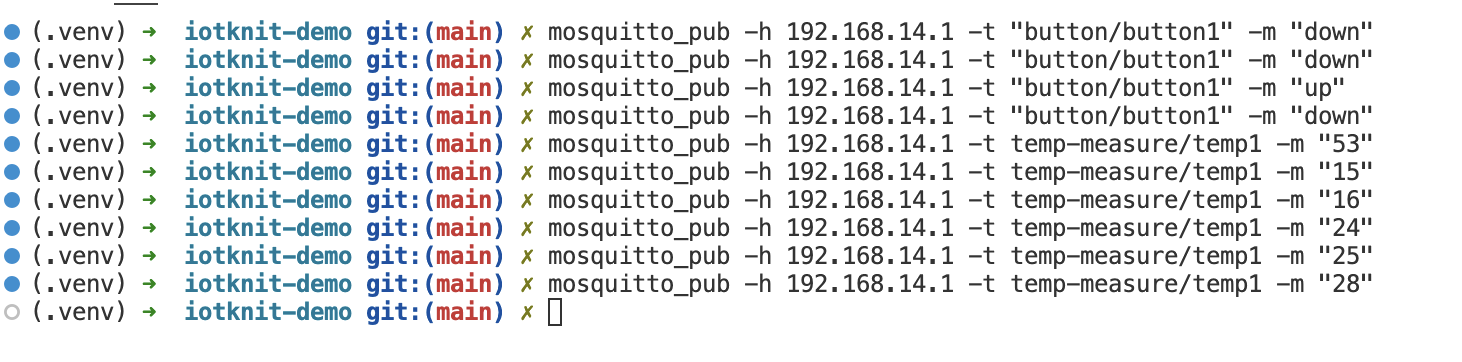 (.venv) ➜ iotknit-demo git:(main) ✗ mosquitto_pub -h 192.168.14.1 -t "button/button1" -m "down"
(.venv) ➜ iotknit-demo git:(main) ✗ mosquitto_pub -h 192.168.14.1 -t "button/button1" -m "down"
(.venv) ➜ iotknit-demo git:(main) ✗ mosquitto_pub -h 192.168.14.1 -t "button/button1" -m "up"
(.venv) ➜ iotknit-demo git:(main) ✗ mosquitto_pub -h 192.168.14.1 -t "button/button1" -m "down"
(.venv) ➜ iotknit-demo git:(main) ✗ mosquitto_pub -h 192.168.14.1 -t temp-measure/temp1 -m "53"
(.venv) ➜ iotknit-demo git:(main) ✗ mosquitto_pub -h 192.168.14.1 -t temp-measure/temp1 -m "15"
(.venv) ➜ iotknit-demo git:(main) ✗ mosquitto_pub -h 192.168.14.1 -t temp-measure/temp1 -m "16"
(.venv) ➜ iotknit-demo git:(main) ✗ mosquitto_pub -h 192.168.14.1 -t temp-measure/temp1 -m "24"
(.venv) ➜ iotknit-demo git:(main) ✗ mosquitto_pub -h 192.168.14.1 -t temp-measure/temp1 -m "25"
(.venv) ➜ iotknit-demo git:(main) ✗ mosquitto_pub -h 192.168.14.1 -t temp-measure/temp1 -m "28"
(.venv) ➜ iotknit-demo git:(main) ✗